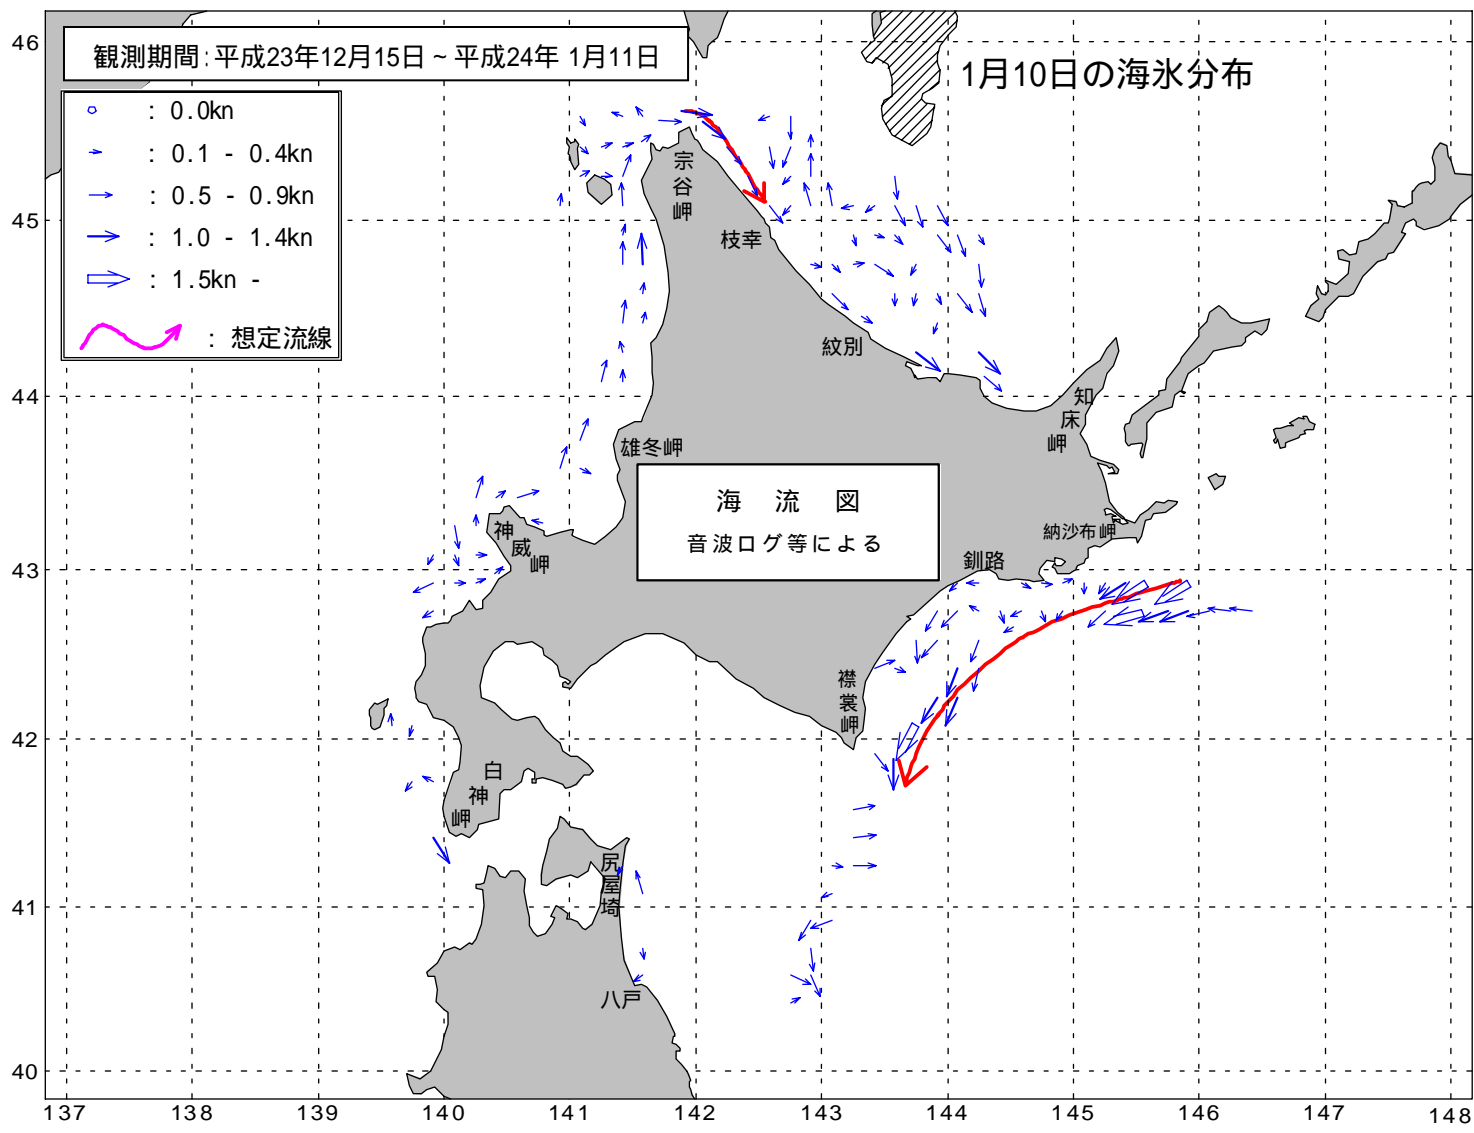 観測期間:平成23年12月15日～平成24年 1月11日
1月10日の海氷分布
: 0.0kn
: 0.1 - 0.4kn
: 0.5 - 0.9kn
: 1.0 - 1.4kn
: 1.5kn -
: 想定流線
宗谷岬
枝幸
紋別
知床岬
雄冬岬
海 流 図
音波ログ等による
納沙布岬
釧路
神威岬
襟裳岬
白神岬
尻屋埼
八戸
46
45
44
43
42
41
40
137 138 139 140 141 142 143 144 145 146 147 148